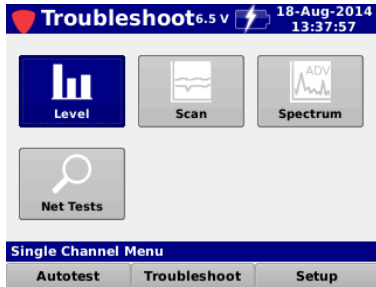 Troubleshoot 6.5 V 18-Aug-2014
13:37:57
Level Scan ADV Spectrum
Net Tests
Single Channel Menu
Autotest Troubleshoot Setup